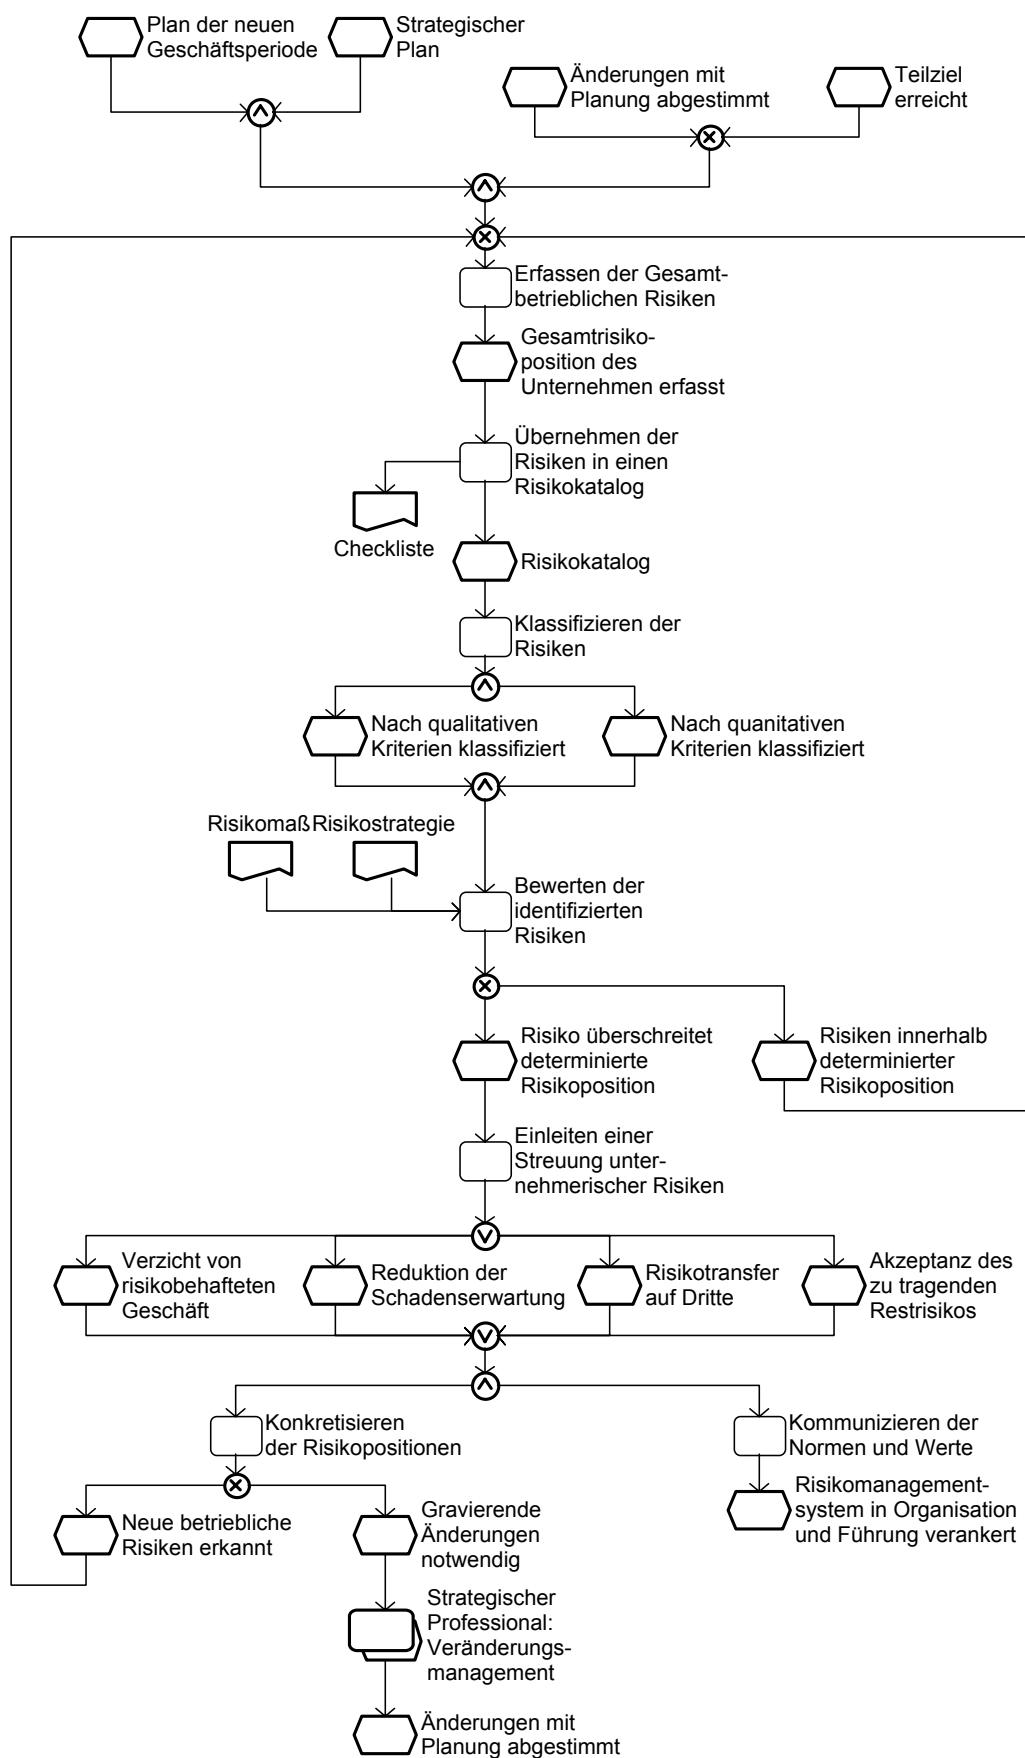 Plan der neuen
Geschäftsperiode
Strategischer
Plan
Änderungen mit
Planung abgestimmt
Teilziel
erreicht
Erfassen der Gesamt-
betrieblichen Risiken
Gesamtrisiko-
position des
Unternehmen erfasst
Übernehmen der
Risiken in einen
Risikokatalog
Checkliste
Risikokatalog
Klassifizieren der
Risiken
Nach qualitativen
Kriterien klassifiziert
Nach quanitativen
Kriterien klassifiziert
Risikomaß
Risikostrategie
Bewerten der
identifizierten
Risiken
Risiko überschreitet
determinierte
Risikoposition
Risiken innerhalb
determinierter
Risikoposition
Einleiten einer
Streuung unter-
nehmerischer Risiken
Verzicht von
risikobehafteten
Geschäft
Reduktion der
Schadenserwartung
Risikotransfer
auf Dritte
Akzeptanz des
zu tragenden
Restrisikos
Konkretisieren
der Risikopositionen
Kommunizieren der
Normen und Werte
Neue betriebliche
Risiken erkannt
Gravierende
Änderungen
notwendig
Risikomanagement-
system in Organisation
und Führung verankert
Strategischer
Professional:
Veränderungs-
management
Änderungen mit
Planung abgestimmt